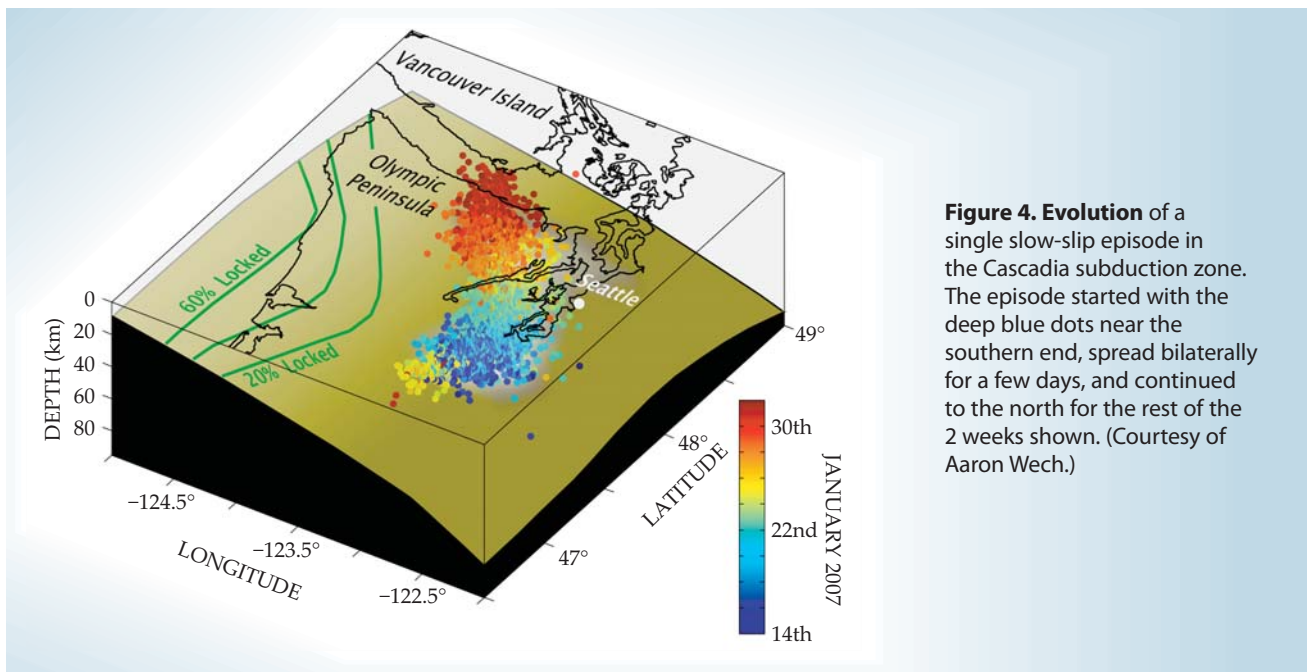 Vancouver Island
Olympic
Peninsula
Seattle
60% Locked
20% Locked
DEPTH (km)
0
20
40
60
80
−124.5°
−123.5°
−122.5°
LONGITUDE
47°
48°
49°
LATITUDE
30th
22nd
14th
JANUARY 2007
Figure 4. Evolution of a
single slow-slip episode in
the Cascadia subduction zone.
The episode started with the
deep blue dots near the
southern end, spread bilaterally
for a few days, and continued
to the north for the rest of the
2 weeks shown. (Courtesy of
Aaron Wech.)